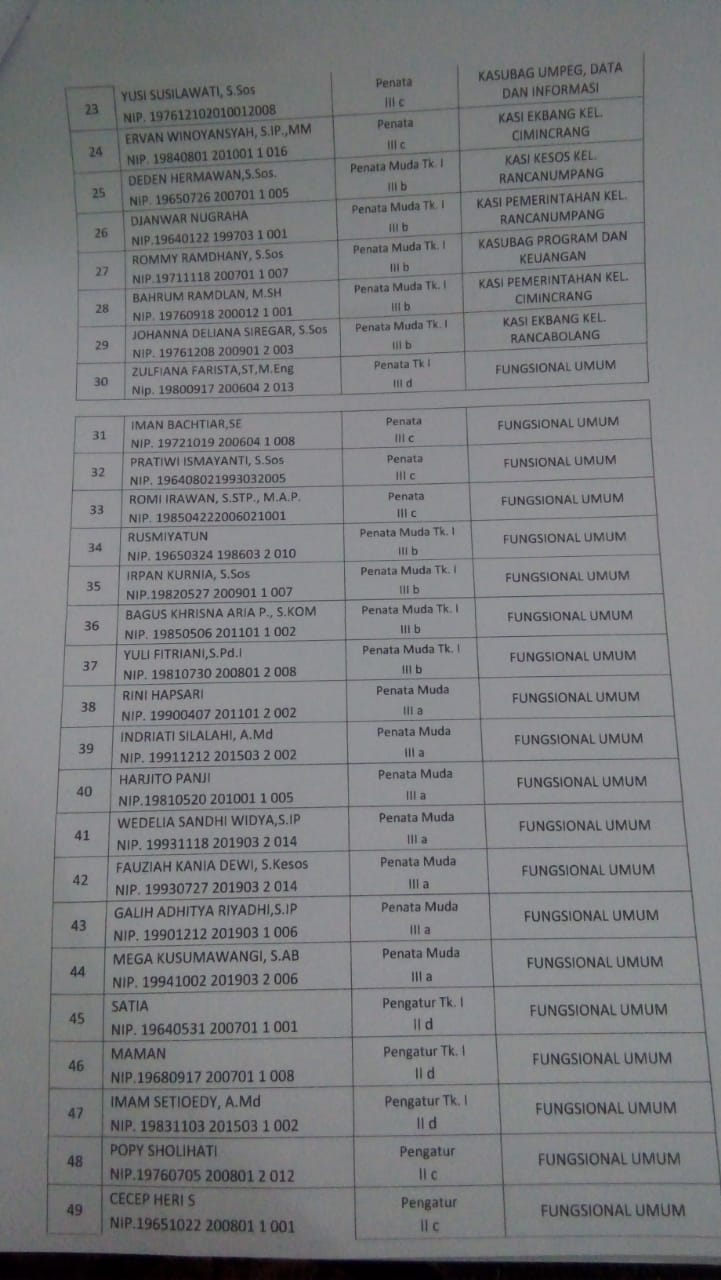 23
YUSI SUSILAWATI, S.Sos
NIP. 197612102010012008
Penata
III c
KASUBAG UMPEG, DATA
DAN INFORMASI
24
ERVAN WINOYANSYAH, S.IP.,MM
NIP. 19840801 201001 1 016
Penata
III c
KASI EKBANG KEL.
CIMINCRANG
25
DEDEN HERMAWAN,S.Sos.
NIP. 19650726 200701 1 005
Penata Muda Tk. I
III b
KASI KESOS KEL.
RANCANUMPANG
26
DJANWAR NUGRAHA
NIP.19640122 199703 1 001
Penata Muda Tk. I
III b
KASI PEMERINTAHAN KEL.
RANCANUMPANG
27
ROMMY RAMDHANY, S.Sos
NIP.19711118 200701 1 007
Penata Muda Tk. I
III b
KASUBAG PROGRAM DAN
KEUANGAN
28
BAHRUM RAMDLAN, M.SH
NIP.19760918 200012 1 001
Penata Muda Tk. I
III b
KASI PEMERINTAHAN KEL.
CIMINCRANG
29
JOHANNA DELIANA SIREGAR, S.Sos
NIP. 19761208 200901 2 003
Penata Muda Tk. I
III b
KASI EKBANG KEL.
RANCABOLANG
30
ZULFIANA FARISTA,ST,M.Eng
Nip. 19800917 200604 2 013
Penata Tk I
III d
FUNGSIONAL UMUM
31
IMAN BACHTIAR,SE
NIP. 19721019 200604 1 008
Penata
III c
FUNGSIONAL UMUM
32
PRATIWI ISMAYANTI, S.Sos
NIP. 196408021993032005
Penata
III c
FUNSIONAL UMUM
33
ROMI IRAWAN, S.STP., M.A.P.
NIP. 198504222006021001
Penata
III c
FUNGSIONAL UMUM
34
RUSMIYATUN
NIP. 19650324 198603 2 010
Penata Muda Tk. I
III b
FUNGSIONAL UMUM
35
IRPAN KURNIA, S.Sos
NIP.19820527 200901 1 007
Penata Muda Tk. I
III b
FUNGSIONAL UMUM
36
BAGUS KHRISNA ARIA P., S.KOM
NIP. 19850506 201101 1 002
Penata Muda Tk. I
III b
FUNGSIONAL UMUM
37
YULI FITRIANI,S.Pd.I
NIP. 19810730 200801 2 008
Penata Muda Tk. I
III b
FUNGSIONAL UMUM
38
RINI HAPSARI
NIP. 19900407 201101 2 002
Penata Muda
III a
FUNGSIONAL UMUM
39
INDRIATI SILALAHI, A.Md
NIP. 19911212 201503 2 002
Penata Muda
III a
FUNGSIONAL UMUM
40
HARJITO PANJI
NIP.19810520 201001 1 005
Penata Muda
III a
FUNGSIONAL UMUM
41
WEDELIA SANDHI WIDYA,S.IP
NIP. 19931118 201903 2 014
Penata Muda
III a
FUNGSIONAL UMUM
42
FAUZIAH KANIA DEWI, S.Kesos
NIP. 19930727 201903 2 014
Penata Muda
III a
FUNGSIONAL UMUM
43
GALIH ADHITYA RIYADHI,S.IP
NIP. 19901212 201903 1 006
Penata Muda
III a
FUNGSIONAL UMUM
44
MEGA KUSUMAWANGI, S.AB
NIP. 19941002 201903 2 006
Penata Muda
III a
FUNGSIONAL UMUM
45
SATIA
NIP. 19640531 200701 1 001
Pengatur Tk. I
II d
FUNGSIONAL UMUM
46
MAMAN
NIP.19680917 200701 1 008
Pengatur Tk. I
II d
FUNGSIONAL UMUM
47
IMAM SETIOEDY, A.Md
NIP. 19831103 201503 1 002
Pengatur Tk. I
II d
FUNGSIONAL UMUM
48
POPY SHOLIHATI
NIP.19760705 200801 2 012
Pengatur
II c
FUNGSIONAL UMUM
49
CECEP HERI S
NIP.19651022 200801 1 001
Pengatur
II c
FUNGSIONAL UMUM